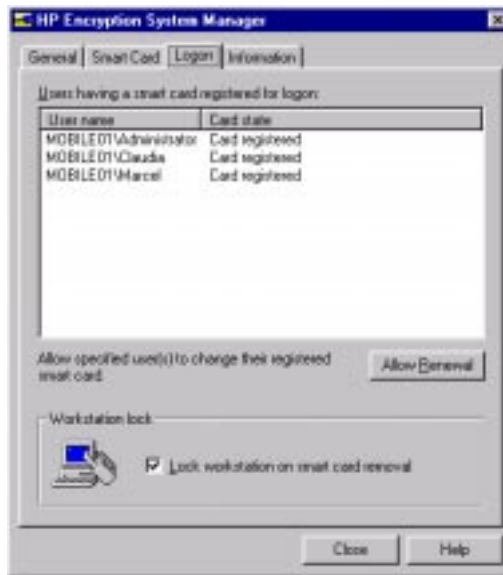 HP Encryption System Manager
General Smart Card Logon Information
Users having a smart card registered for logon:
User name Card state
MOBILE01\Administrator Card registered
MOBILE01\Claudia Card registered
MOBILE01\Marcel Card registered
Allow specified user(s) to change their registered
smart card.
Allow Renewal
Workstation lock
Lock workstation on smart card removal
Close Help